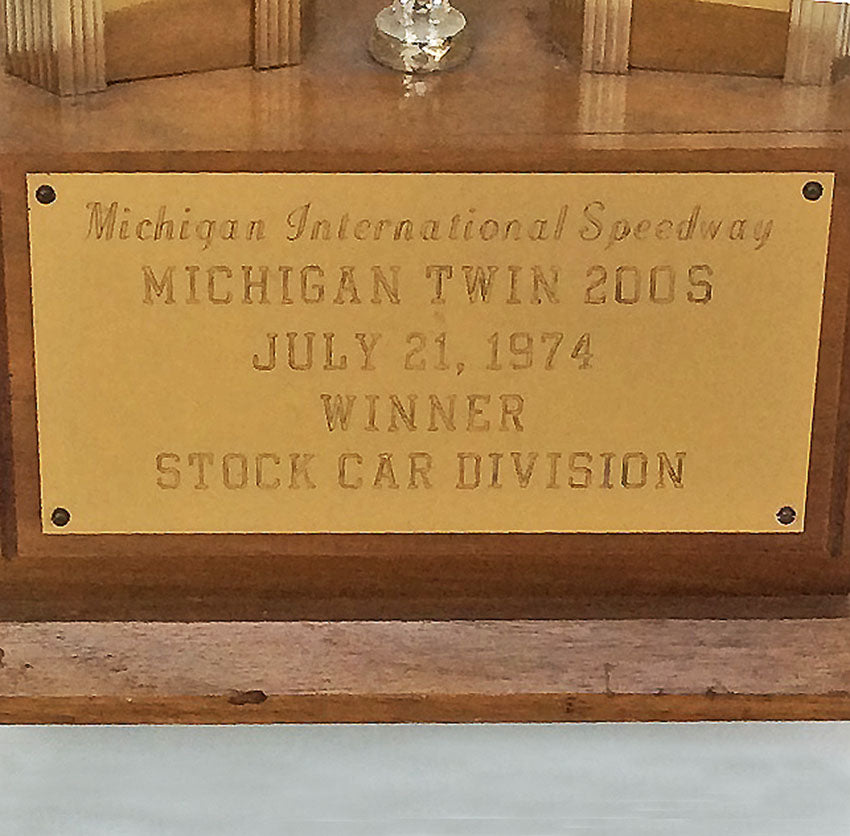 Michigan International Speedway
MICHIGAN TWIN 200S
JULY 21, 1974
WINNER
STOCK CAR DIVISION